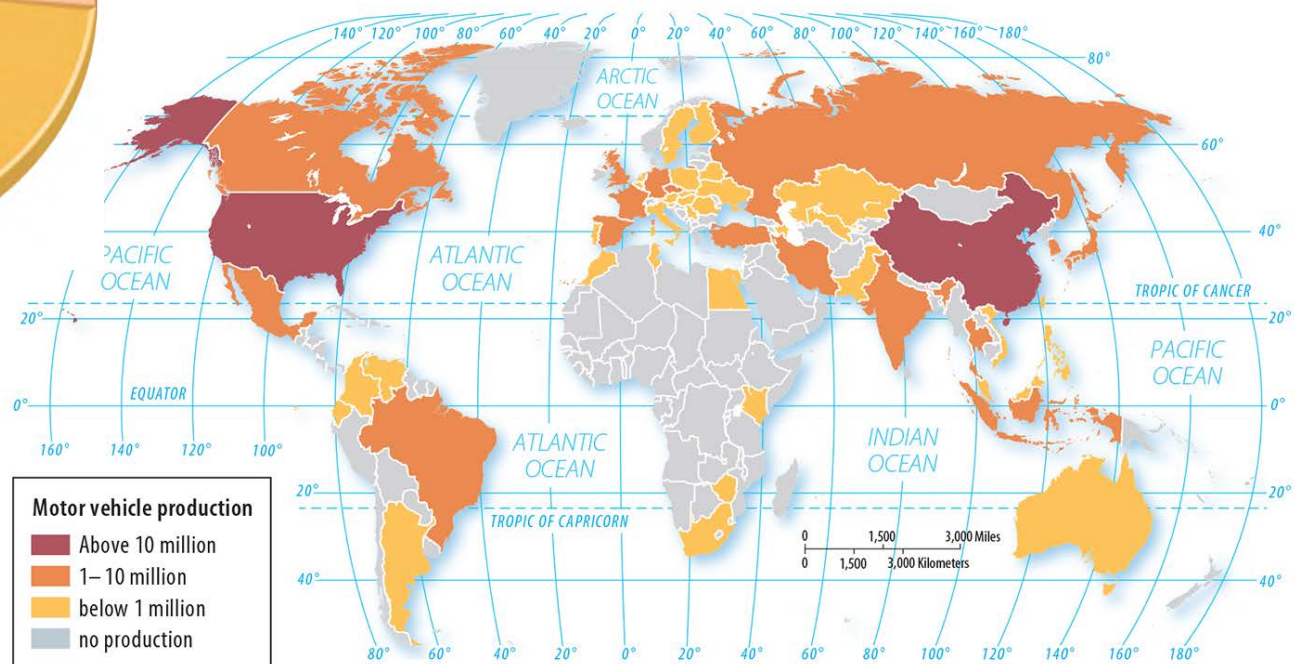 140° 120° 100° 80° 60° 40° 20° 0° 20° 40° 60° 80° 100° 120° 140° 160° 180°
80°
ARCTIC
OCEAN
60°
40°
PACIFIC
OCEAN
ATLANTIC
OCEAN
TROPIC OF CANCER
20°
20°
PACIFIC
OCEAN
EQUATOR
0°
0°
160° 140° 120° 100°
ATLANTIC
OCEAN
INDIAN
OCEAN
20°
20°
TROPIC OF CAPRICORN
0 1,500 3,000 Miles
0 1,500 3,000 Kilometers
40°
40°
Motor vehicle production
Above 10 million
1– 10 million
below 1 million
no production
80° 60° 40° 20° 0° 20° 40° 60° 80° 100° 120° 140° 160° 180°